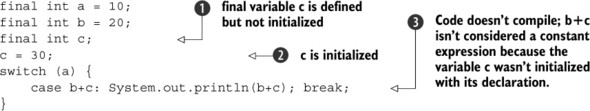 final int a = 10;
final int b = 20;
final int c;
c = 30;
switch (a) {
case b+c: System.out.println(b+c); break;
}
1 final variable c is defined
but not initialized
2 c is initialized
3 Code doesn't compile; b+c
isn't considered a constant
expression because the
variable c wasn't initialized
with its declaration.